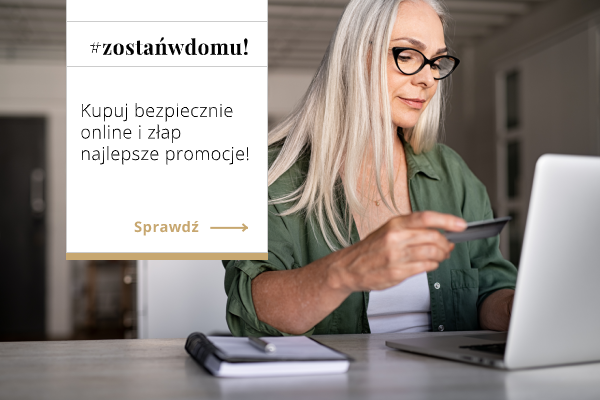 #zostańwdomu!
Kupuj bezpiecznie
online i złap
najlepsze promocje!
Sprawdź